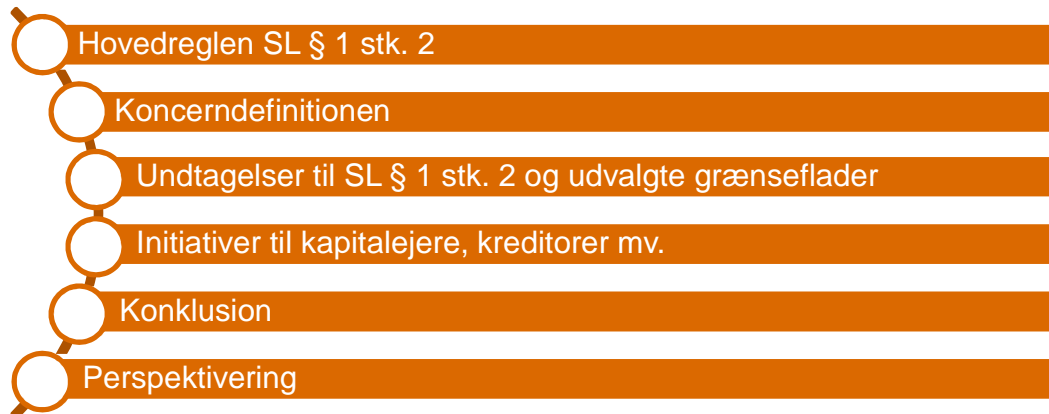 Hovedreglen SL § 1 stk. 2
Koncerndefinitionen
Undtagelser til SL § 1 stk. 2 og udvalgte grænseflader
Initiativer til kapitalejere, kreditorer mv.
Konklusion
Perspektivering